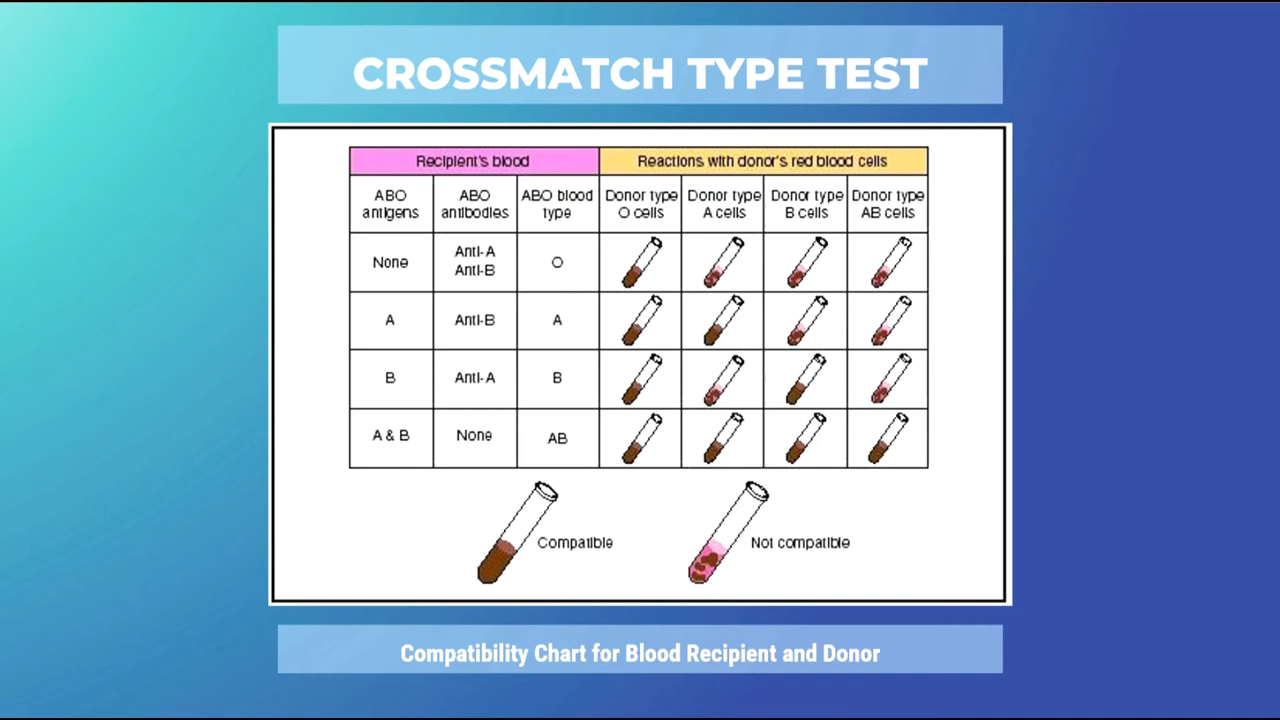 CROSSMATCH TYPE TEST
Recipient's blood
Reactions with donor's red blood cells
ABO
antigens
ABO
antibodies
ABO blood
type
Donor type
O cells
Donor type
A cells
Donor type
B cells
Donor type
AB cells
None
Anti-A
Anti-B
O
A
Anti-B
A
B
Anti-A
B
A & B
None
AB
Compatible
Not compatible
Compatibility Chart for Blood Recipient and Donor